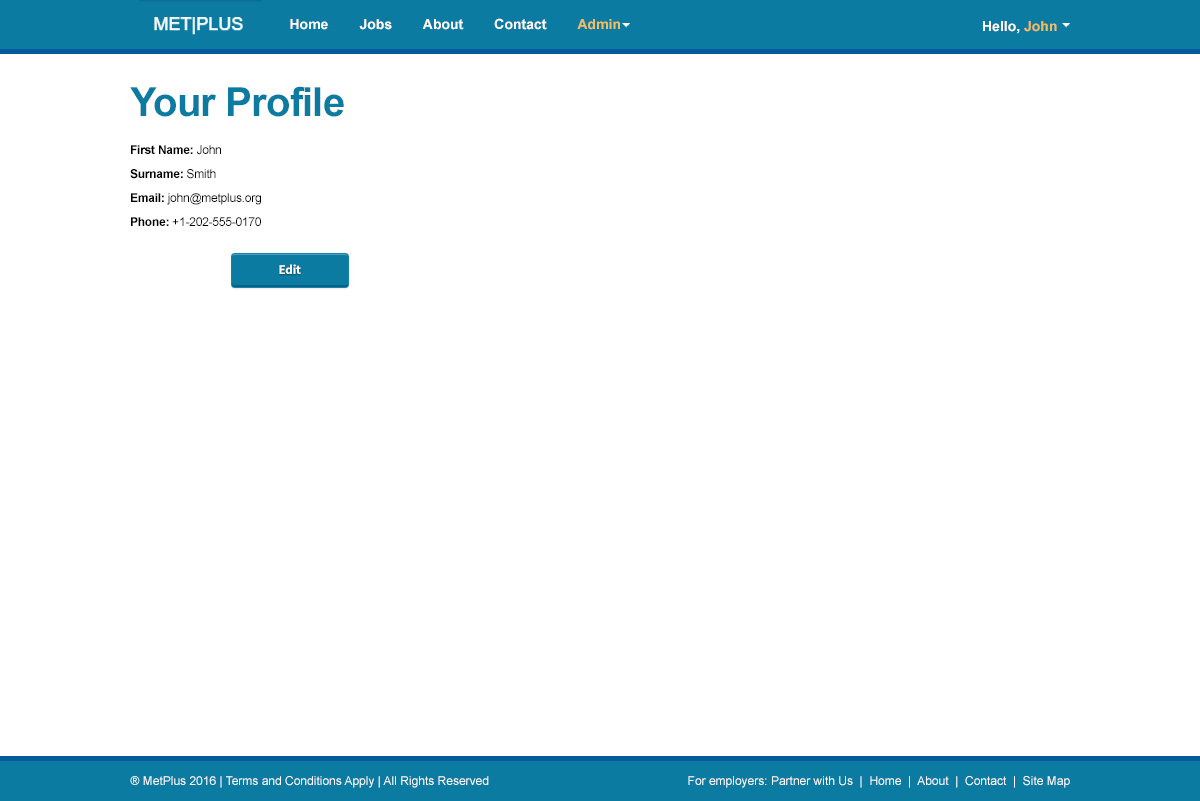 MET|PLUS Home Jobs About Contact Admin Hello, John
Your Profile
First Name: John
Surname: Smith
Email: john@metplus.org
Phone: +1-202-555-0170
Edit
® MetPlus 2016 | Terms and Conditions Apply | All Rights Reserved For employers: Partner with Us | Home | About | Contact | Site Map